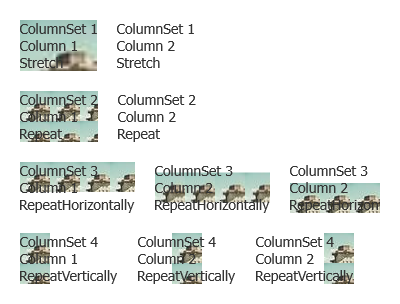 ColumnSet 1
Column 1
Stretch
ColumnSet 1
Column 2
Stretch
ColumnSet 2
Column 1
Repeat
ColumnSet 2
Column 2
Repeat
ColumnSet 3
Column 1
RepeatHorizontally
ColumnSet 3
Column 2
RepeatHorizontally
ColumnSet 3
Column 2
RepeatHorizon
ColumnSet 4
Column 1
RepeatVertically
ColumnSet 4
Column 2
RepeatVertically
ColumnSet 4
Column 2
RepeatVertically